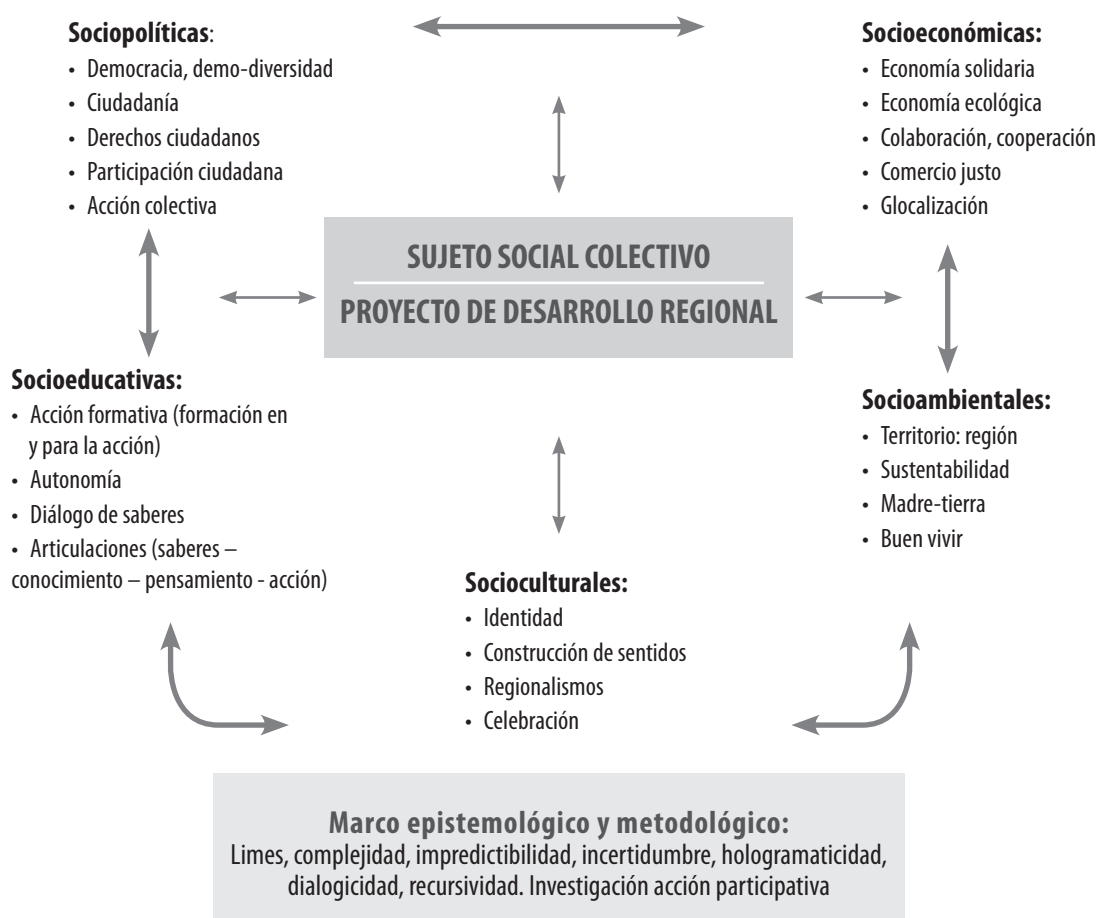 Sociopolíticas:
• Democracia, demo-diversidad
• Ciudadanía
• Derechos ciudadanos
• Participación ciudadana
• Acción colectiva
Socioeconómicas:
• Economía solidaria
• Economía ecológica
• Colaboración, cooperación
• Comercio justo
• Glocalización
SUJETO SOCIAL COLECTIVO
PROYECTO DE DESARROLLO REGIONAL
Socioeducativas:
• Acción formativa (formación en
y para la acción)
• Autonomía
• Diálogo de saberes
• Articulaciones (saberes –
conocimiento – pensamiento - acción)
Socioambientales:
• Territorio: región
• Sustentabilidad
• Madre-tierra
• Buen vivir
Socioculturales:
• Identidad
• Construcción de sentidos
• Regionalismos
• Celebración
Marco epistemológico y metodológico:
Limes, complejidad, impredictibilidad, incertidumbre, hologramaticidad,
dialogicidad, recursividad. Investigación acción participativa